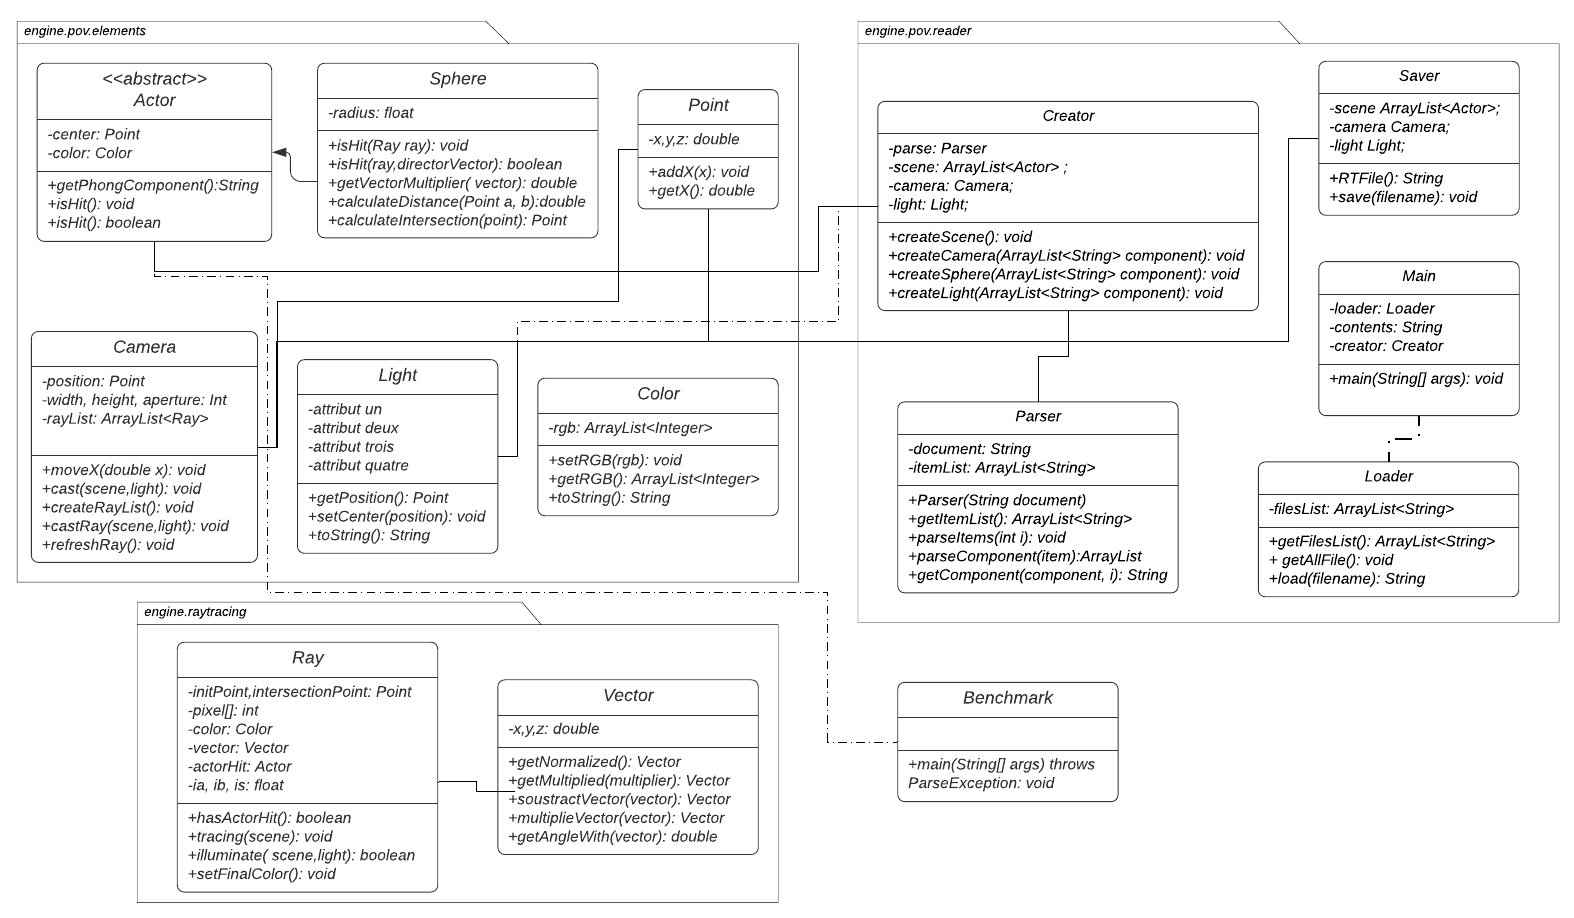 engine.pov.elements
<<abstract>>
Actor
-center: Point
-color: Color
+getPhongComponent():String
+isHit(): void
+isHit(): boolean
Sphere
-radius: float
+isHit(Ray ray): void
+isHit(ray,directorVector): boolean
+getVectorMultiplier( vector): double
+calculateDistance(Point a, b):double
+calculateIntersection(point): Point
Point
-x,y,z: double
+addX(x): void
+getX(): double
Camera
-position: Point
-width, height, aperture: Int
-rayList: ArrayList<Ray>
+moveX(double x): void
+cast(scene,light): void
+createRayList(): void
+castRay(scene,light): void
+refreshRay(): void
Light
-attribut un
-attribut deux
-attribut trois
-attribut quatre
+getPosition(): Point
+setCenter(position): void
+toString(): String
Color
-rgb: ArrayList<Integer>
+setRGB(rgb): void
+getRGB(): ArrayList<Integer>
+toString(): String
engine.pov.reader
Creator
-parse: Parser
-scene: ArrayList<Actor> ;
-camera: Camera;
-light: Light;
+createScene(): void
+createCamera(ArrayList<String> component): void
+createSphere(ArrayList<String> component): void
+createLight(ArrayList<String> component): void
Saver
-scene ArrayList<Actor>;
-camera Camera;
-light Light;
+RTFile(): String
+save(filename): void
Main
-loader: Loader
-contents: String
-creator: Creator
+main(String[] args): void
Parser
-document: String
-itemList: ArrayList<String>
+Parser(String document)
+getItemList(): ArrayList<String>
+parseItems(int i): void
+parseComponent(item):ArrayList
+getComponent(component, i): String
Loader
-filesList: ArrayList<String>
+getFilesList(): ArrayList<String>
+ getAllFile(): void
+load(filename): String
engine.raytracing
Ray
-initPoint,intersectionPoint: Point
-pixel[]: int
-color: Color
-vector: Vector
-actorHit: Actor
-ia, ib, is: float
+hasActorHit(): boolean
+tracing(scene): void
+illuminate( scene,light): boolean
+setFinalColor(): void
Vector
-x,y,z: double
+getNormalized(): Vector
+getMultiplied(multiplier): Vector
+soustractVector(vector): Vector
+multiplieVector(vector): Vector
+getAngleWith(vector): double
Benchmark
+main(String[] args) throws
ParseException: void